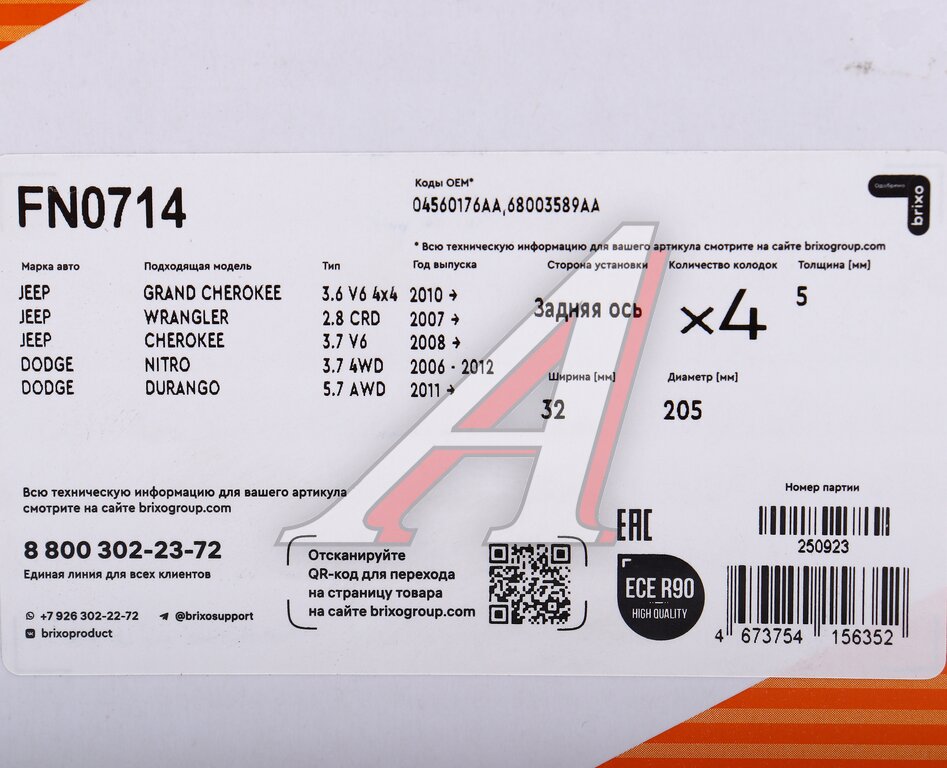 FN0714
Коды OEM*
04560176AA,68003589AA
Одобрено
brixo
* Всю техническую информацию для вашего артикула смотрите на сайте brixogroup.com
Марка авто Подходящая модель Тип Год выпуска
JEEP GRAND CHEROKEE 3.6 V6 4x4 2010 →
JEEP WRANGLER 2.8 CRD 2007 →
JEEP CHEROKEE 3.7 V6 2008 →
DODGE NITRO 3.7 4WD 2006 - 2012
DODGE DURANGO 5.7 AWD 2011 →
Сторона установки Количество колодок Толщина [мм]
Задняя ось ×4 5
Ширина [мм] Диаметр [мм]
32 205
Всю техническую информацию для вашего артикула
смотрите на сайте brixogroup.com
8 800 302-23-72
Единая линия для всех клиентов
+7 926 302-22-72 @brixosupport
brixoproduct
Отсканируйте
QR-код для перехода
на страницу товара
на сайте brixogroup.com
EAC
ECE R90
HIGH QUALITY
Номер партии
250923
4 673754 156352